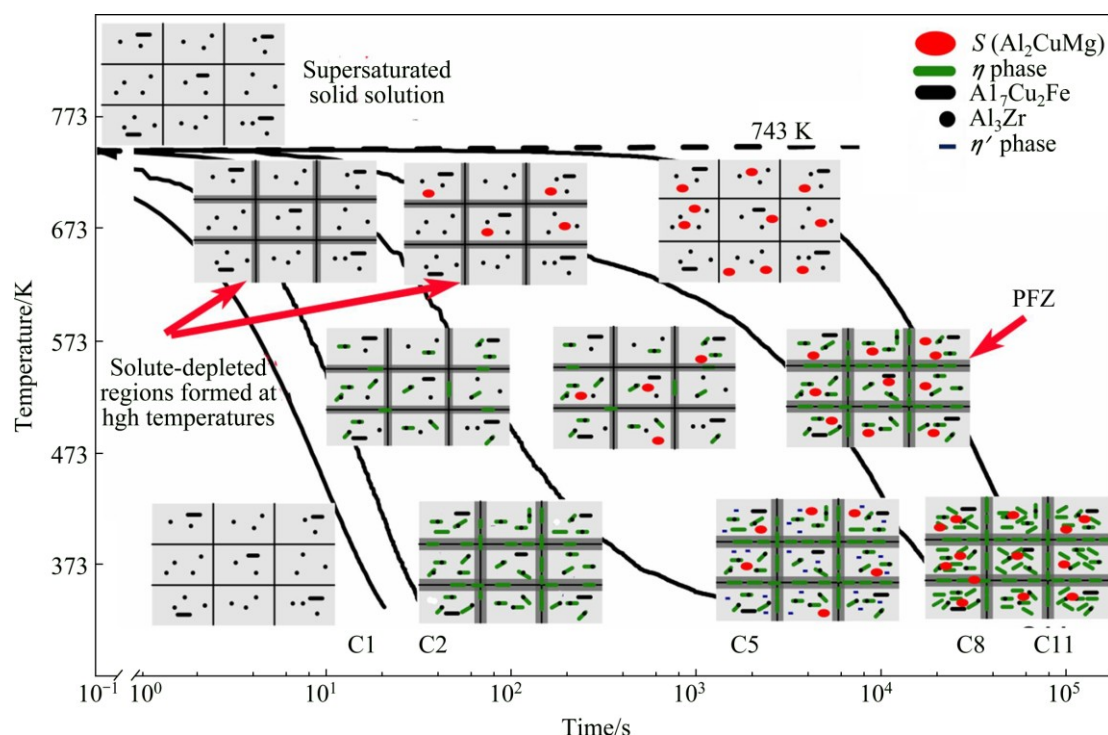 Supersaturated
solid solution
S (Al₂CuMg)
η phase
A1₇Cu₂Fe
Al₃Zr
η′ phase
773
743 K
673
PFZ
573
Solute-depleted
regions formed at
hgh temperatures
473
373
Temperature/K
C1
C2
C5
C8
C11
10⁻¹
10⁰
10¹
10²
10³
10⁴
10⁵
Time/s